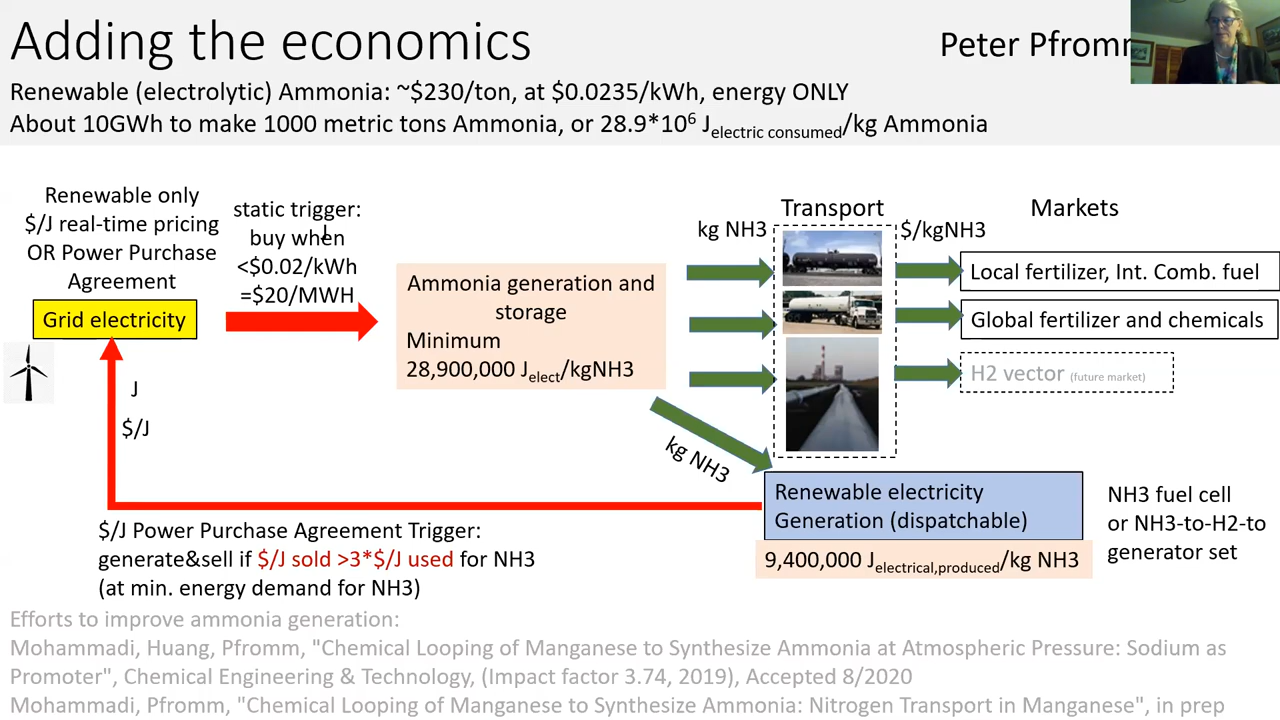 Adding the economics
Peter Pfromm
Renewable (electrolytic) Ammonia: ~$230/ton, at $0.0235/kWh, energy ONLY
About 10GWh to make 1000 metric tons Ammonia, or 28.9*10⁶ J electric consumed/kg Ammonia
Renewable only
$/J real-time pricing
OR Power Purchase
Agreement
Grid electricity
static trigger:
buy when
<$0.02/kWh
=$20/MWH
Ammonia generation and
storage
Minimum
28,900,000 Jelect/kgNH3
kg NH3
Transport
$/kgNH3
Markets
Local fertilizer, Int. Comb. fuel
Global fertilizer and chemicals
H2 vector (future market)
J
$/J
kg NH3
Renewable electricity
Generation (dispatchable)
9,400,000 Jelectrical,produced/kg NH3
NH3 fuel cell
or NH3-to-H2-to
generator set
$/J Power Purchase Agreement Trigger:
generate&sell if $/J sold >3*$/J used for NH3
(at min. energy demand for NH3)
Efforts to improve ammonia generation:
Mohammadi, Huang, Pfromm, "Chemical Looping of Manganese to Synthesize Ammonia at Atmospheric Pressure: Sodium as
Promoter", Chemical Engineering & Technology, (Impact factor 3.74, 2019), Accepted 8/2020
Mohammadi, Pfromm, "Chemical Looping of Manganese to Synthesize Ammonia: Nitrogen Transport in Manganese", in prep